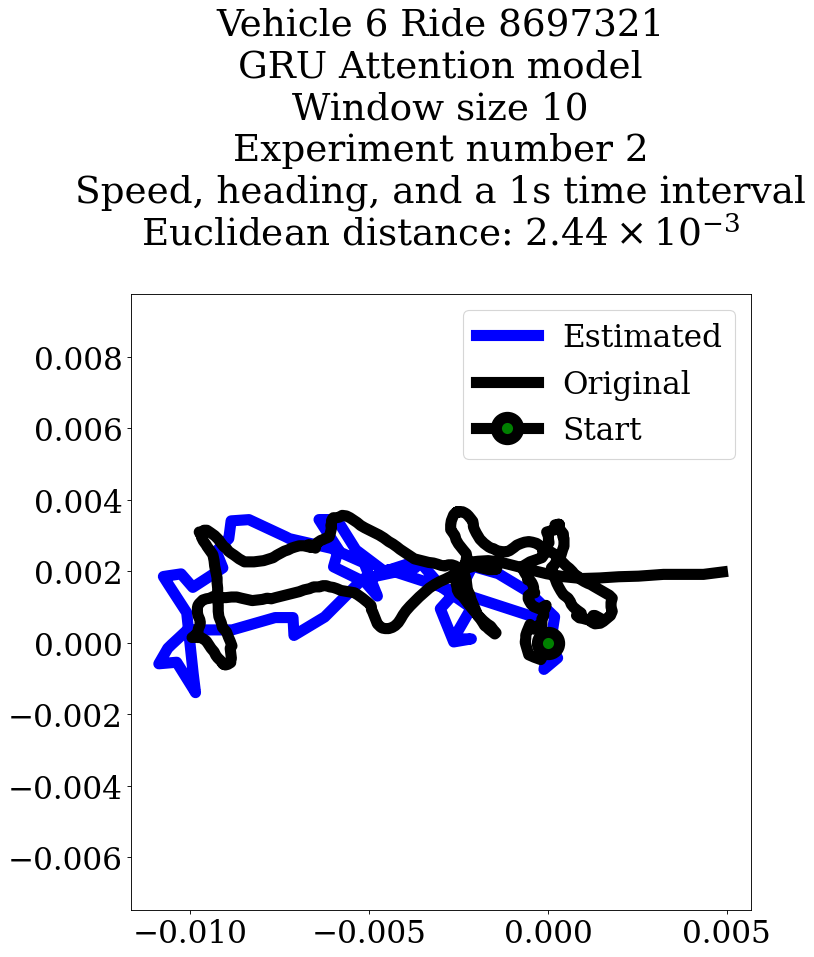 Vehicle 6 Ride 8697321
GRU Attention model
Window size 10
Experiment number 2
Speed, heading, and a 1s time interval
Euclidean distance: 2.44 × 10⁻³
Estimated
Original
Start
0.008
0.006
0.004
0.002
0.000
−0.002
−0.004
−0.006
−0.010
−0.005
0.000
0.005